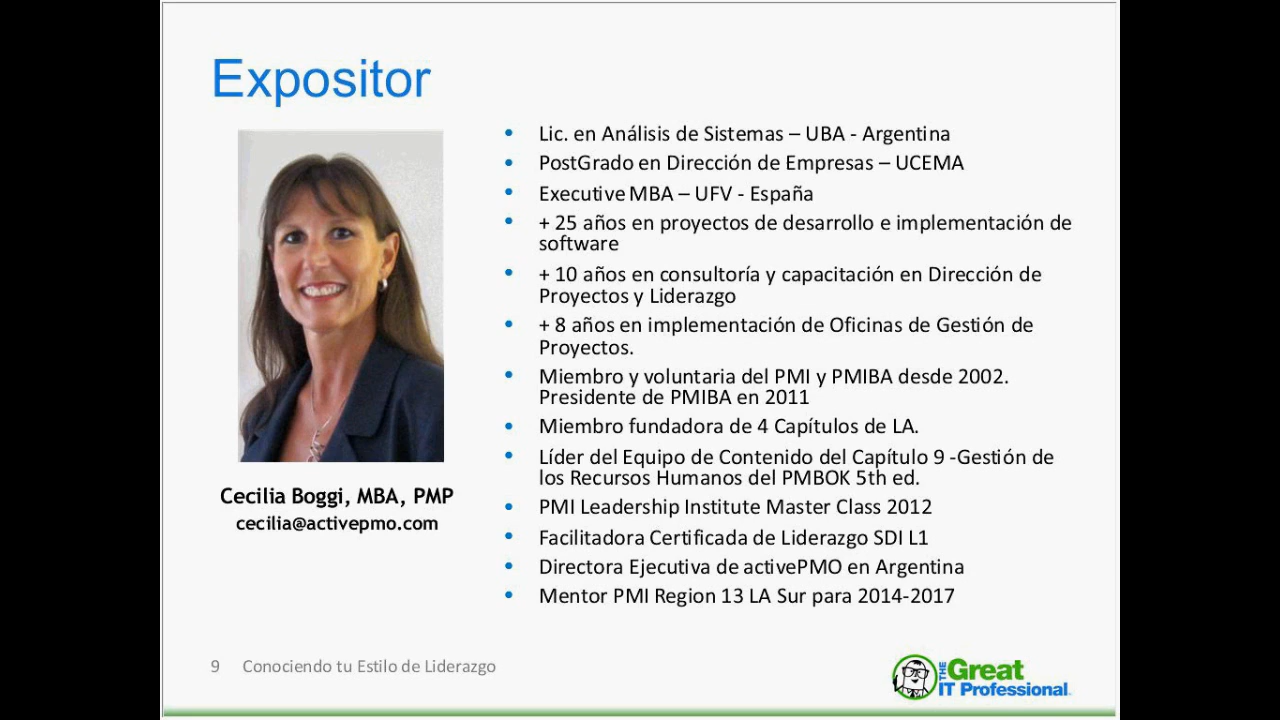 Expositor
Cecilia Boggi, MBA, PMP
cecilia@activepmo.com
Lic. en Análisis de Sistemas – UBA - Argentina
PostGrado en Dirección de Empresas – UCEMA
Executive MBA – UFV - España
+ 25 años en proyectos de desarrollo e implementación de
software
+ 10 años en consultoría y capacitación en Dirección de
Proyectos y Liderazgo
+ 8 años en implementación de Oficinas de Gestión de
Proyectos.
Miembro y voluntaria del PMI y PMIBA desde 2002.
Presidente de PMIBA en 2011
Miembro fundadora de 4 Capítulos de LA.
Líder del Equipo de Contenido del Capítulo 9 -Gestión de
los Recursos Humanos del PMBOK 5th ed.
PMI Leadership Institute Master Class 2012
Facilitadora Certificada de Liderazgo SDI L1
Directora Ejecutiva de activePMO en Argentina
Mentor PMI Region 13 LA Sur para 2014-2017
9 Conociendo tu Estilo de Liderazgo
THE Great
IT Professional